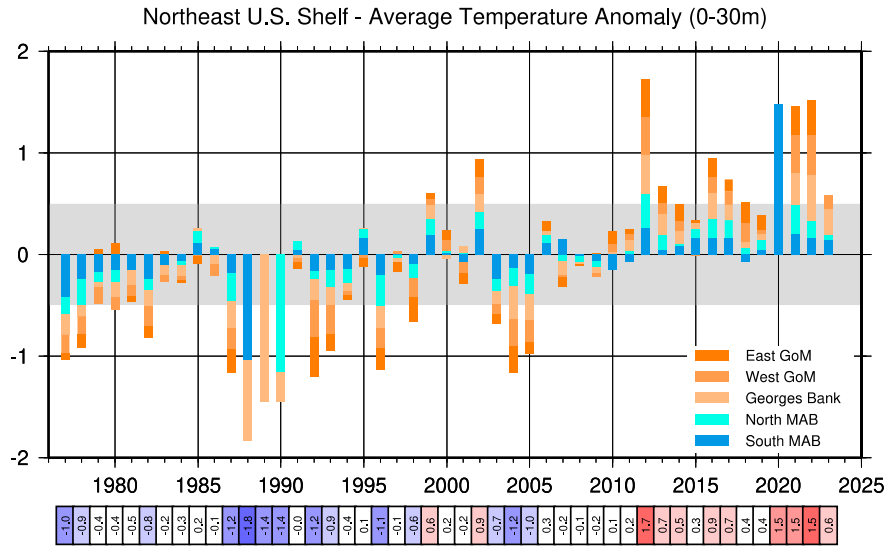 Northeast U.S. Shelf - Average Temperature Anomaly (0-30m)
2
1
0
-1
-2
East GoM
West GoM
Georges Bank
North MAB
South MAB
1980 1985 1990 1995 2000 2005 2010 2015 2020 2025
-1.0 -0.9 -0.4 -0.4 -0.5 -0.8 -0.2 -0.3 0.2 -0.1 -1.2 -1.8 -1.4 -1.4 -0.0 -1.2 -0.9 -0.4 0.1 -1.1 -0.1 -0.6 0.6 0.2 -0.2 0.9 -0.7 -1.2 -1.0 0.3 -0.2 -0.1 -0.2 0.1 0.2 1.7 0.7 0.5 0.3 0.9 0.7 0.4 0.4 1.5 1.5 1.5 0.6